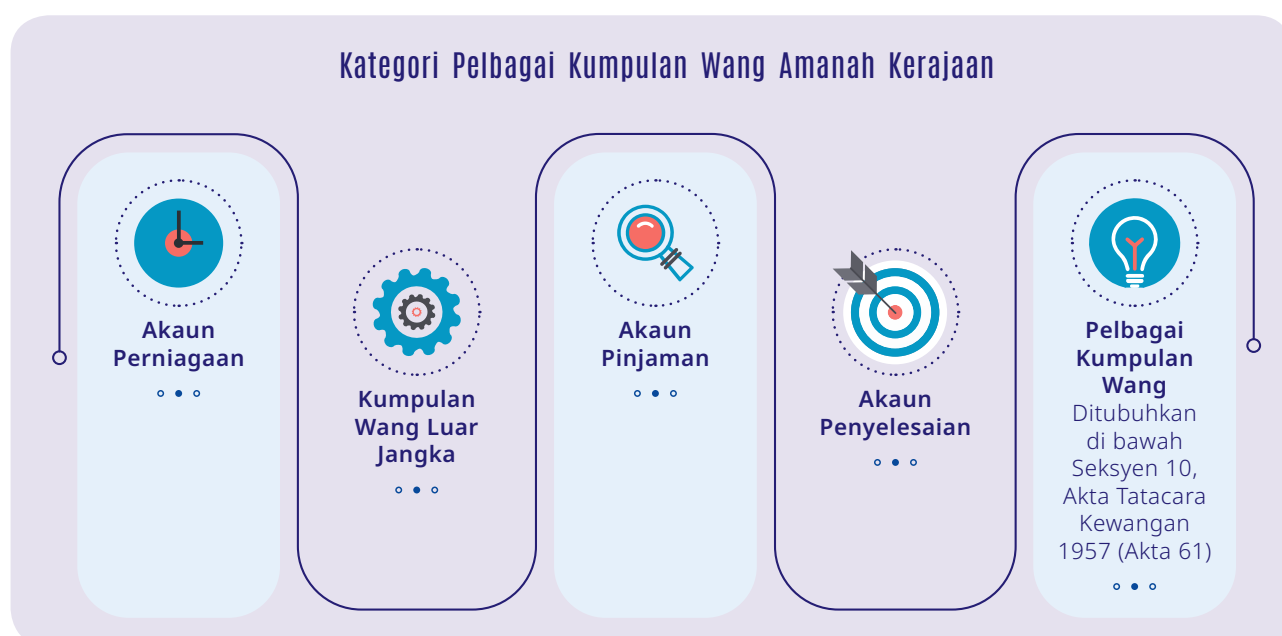 Kategori Pelbagai Kumpulan Wang Amanah Kerajaan
Akaun
Perniagaan
Kumpulan
Wang Luar
Jangka
Akaun
Pinjaman
Akaun
Penyelesaian
Pelbagai
Kumpulan
Wang
Ditubuhkan
di bawah
Seksyen 10,
Akta Tatacara
Kewangan
1957 (Akta 61)